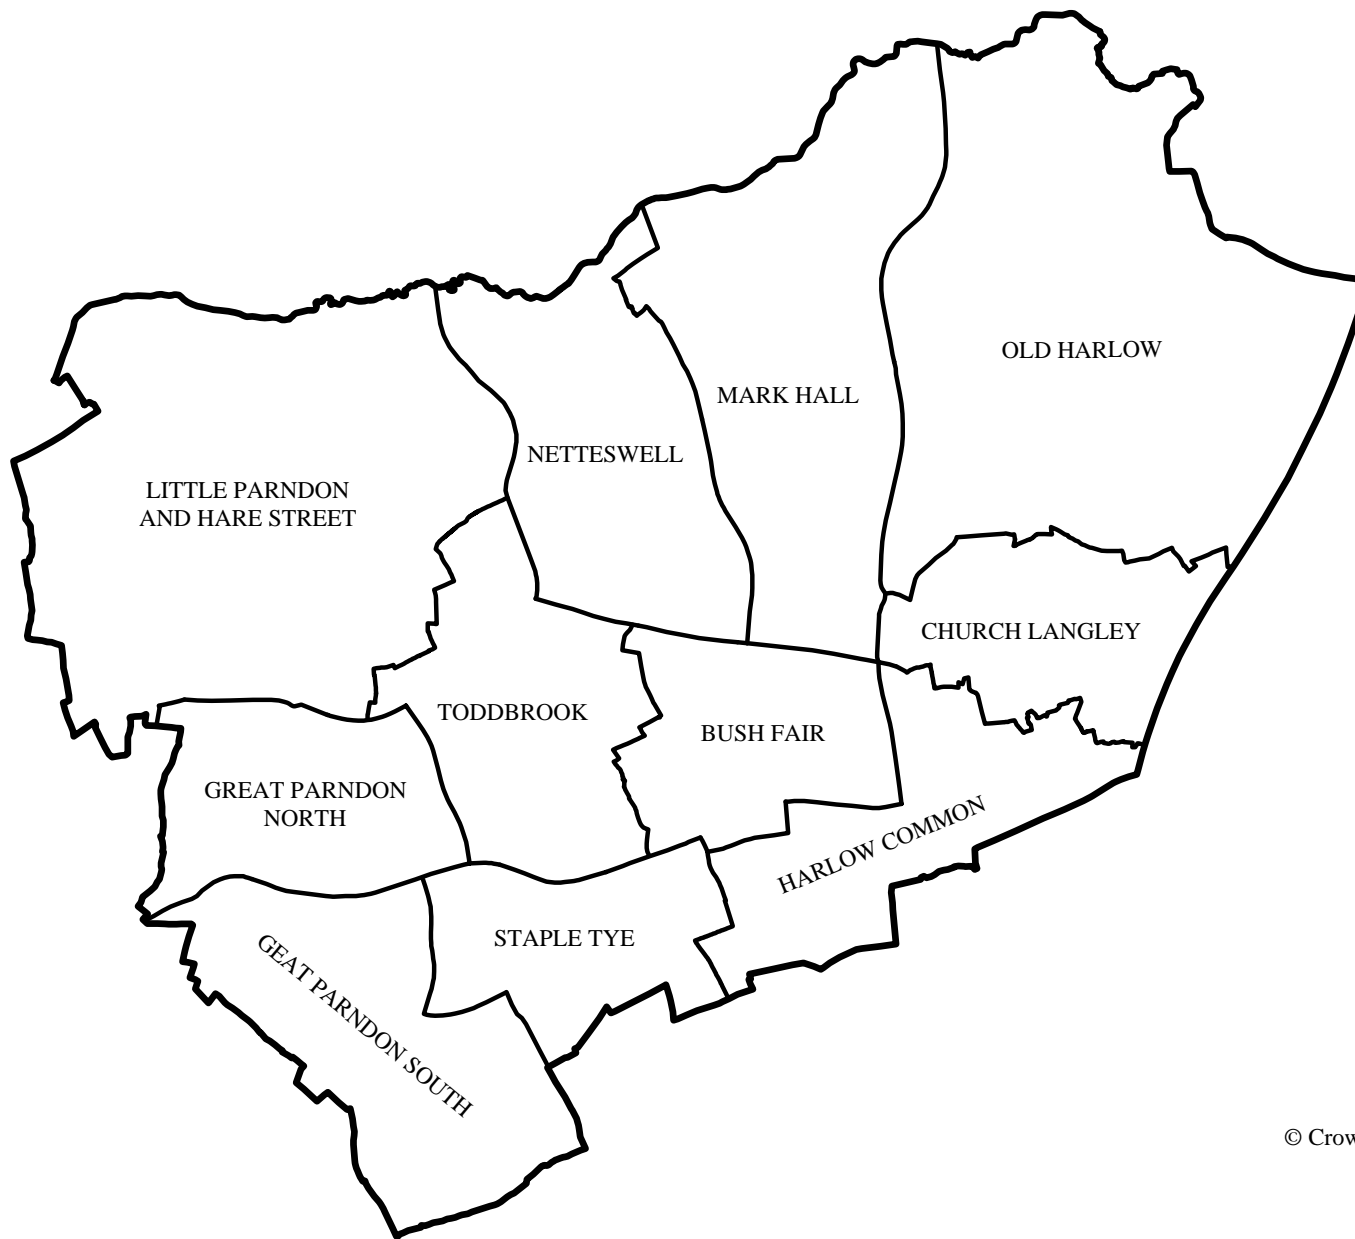 OLD HARLOW
MARK HALL
NETTESWELL
LITTLE PARNDON
AND HARE STREET
CHURCH LANGLEY
TODDBROOK
BUSH FAIR
GREAT PARNDON
NORTH
HARLOW COMMON
STAPLE TYE
GEAT PARNDON SOUTH
© Crow